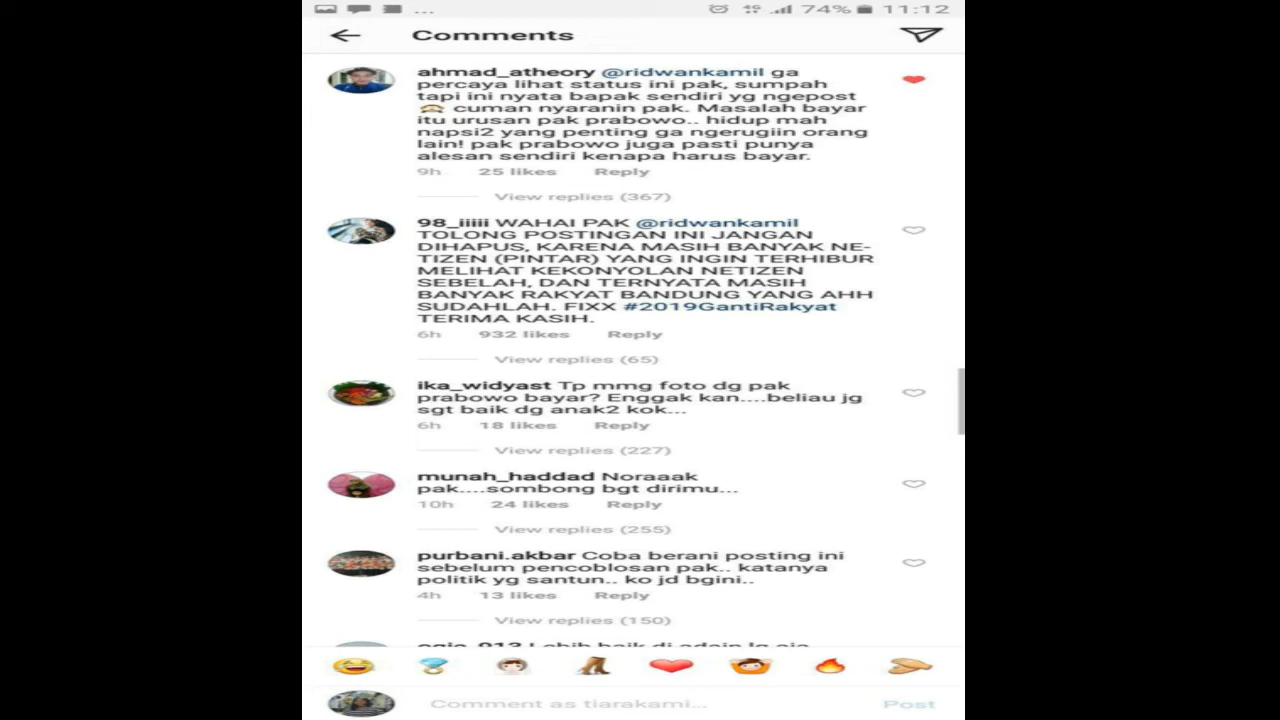 ... 4G 74% 11:12
Comments
ahmad_atheory @ridwankamil ga
percaya lihat status ini pak, sumpah
tapi ini nyata bapak sendiri yg ngepost
🙈 cuman nyaranin pak. Masalah bayar
itu urusan pak prabowo.. hidup mah
napsi2 yang penting ga ngerugiin orang
lain! pak prabowo juga pasti punya
alesan sendiri kenapa harus bayar.
9h 25 likes Reply
View replies (367)
98_iiiii WAHAI PAK @ridwankamil
TOLONG POSTINGAN INI JANGAN
DIHAPUS, KARENA MASIH BANYAK NE-
TIZEN (PINTAR) YANG INGIN TERHIBUR
MELIHAT KEKONYOLAN NETIZEN
SEBELAH, DAN TERNYATA MASIH
BANYAK RAKYAT BANDUNG YANG AHH
SUDAHLAH. FIXX #2019GantiRakyat
TERIMA KASIH.
6h 932 likes Reply
View replies (65)
ika_widyast Tp mmg foto dg pak
prabowo bayar? Enggak kan....beliau jg
sgt baik dg anak2 kok...
6h 18 likes Reply
View replies (227)
munah_haddad Noraaak
pak....sombong bgt dirimu...
10h 24 likes Reply
View replies (255)
purbani.akbar Coba berani posting ini
sebelum pencoblosan pak.. katanya
politik yg santun.. ko jd bgini..
4h 13 likes Reply
View replies (150)
Lebih baik di
Comment as tiarakami... Post